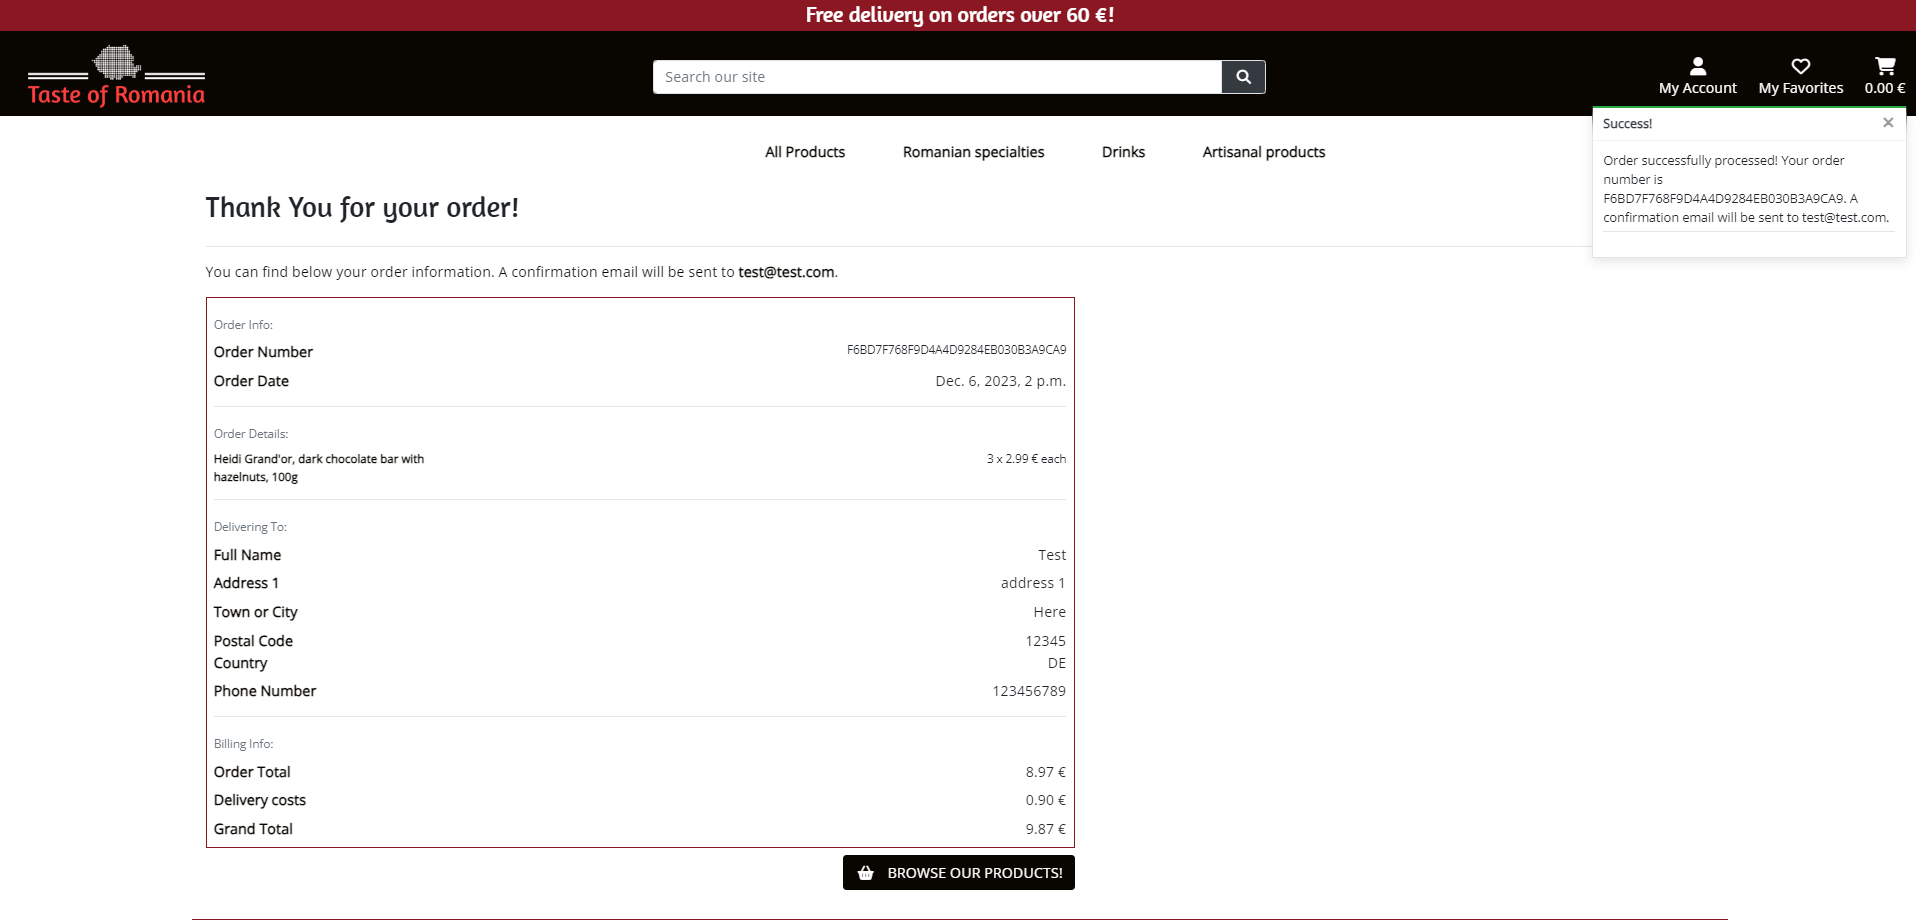 Free delivery on orders over 60 €!
Taste of Romania
Search our site
My Account
My Favorites
0.00 €
All Products
Romanian specialties
Drinks
Artisanal products
Success!
×
Order successfully processed! Your order
number is
F6BD7F768F9D4A4D9284EB030B3A9CA9. A
confirmation email will be sent to test@test.com.
Thank You for your order!
You can find below your order information. A confirmation email will be sent to test@test.com.
Order Info:
Order Number F6BD7F768F9D4A4D9284EB030B3A9CA9
Order Date Dec. 6, 2023, 2 p.m.
Order Details:
Heidi Grand'or, dark chocolate bar with 3 x 2.99 € each
hazelnuts, 100g
Delivering To:
Full Name Test
Address 1 address 1
Town or City Here
Postal Code 12345
Country DE
Phone Number 123456789
Billing Info:
Order Total 8.97 €
Delivery costs 0.90 €
Grand Total 9.87 €
BROWSE OUR PRODUCTS!